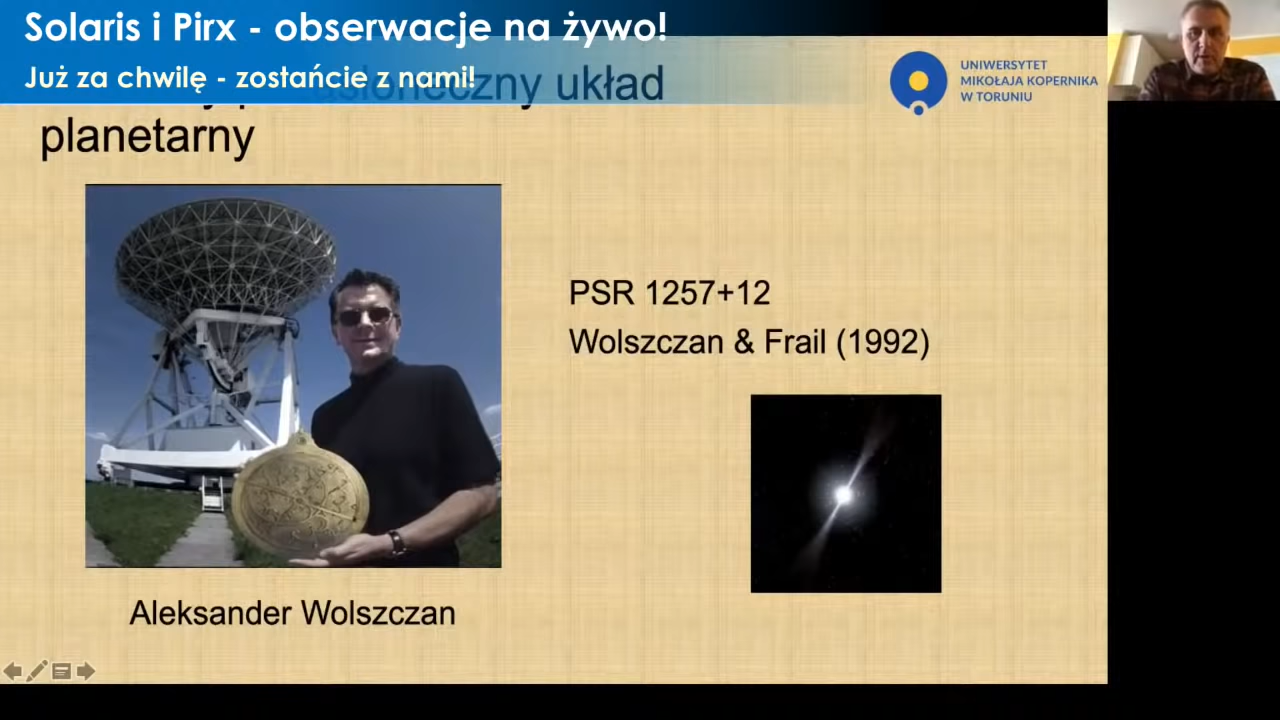 Solaris i Pirx - obserwacje na żywo!
Już za chwilę - zostańcie z nami!
układ
planetarny
UNIWERSYTET
MIKOŁAJA KOPERNIKA
W TORUNIU
PSR 1257+12
Wolszczan & Frail (1992)
Aleksander Wolszczan